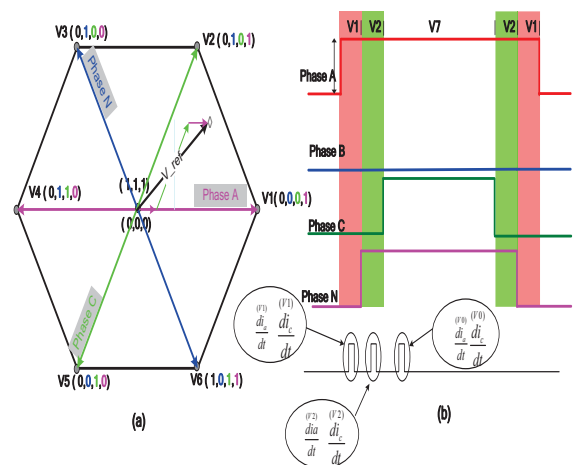 V3 ( 0,1,0,0)
V2 ( 0,1,0,1)
Phase N
V_ref
( 1,1,1)
V4 ( 0,1,1,0)
Phase A
V1(0,0,0,1)
(0,0,0)
Phase C
V5( 0,0,1,0)
V6 ( 1,0,1,1)
(a)
V1 V2 V7 V2 V1
Phase A
Phase B
Phase C
Phase N
(V1) (V1)
di_a/dt di_c/dt
(V0) (V0)
di_a/dt di_c/dt
(V2) (V2)
dia/dt di_c/dt
(b)